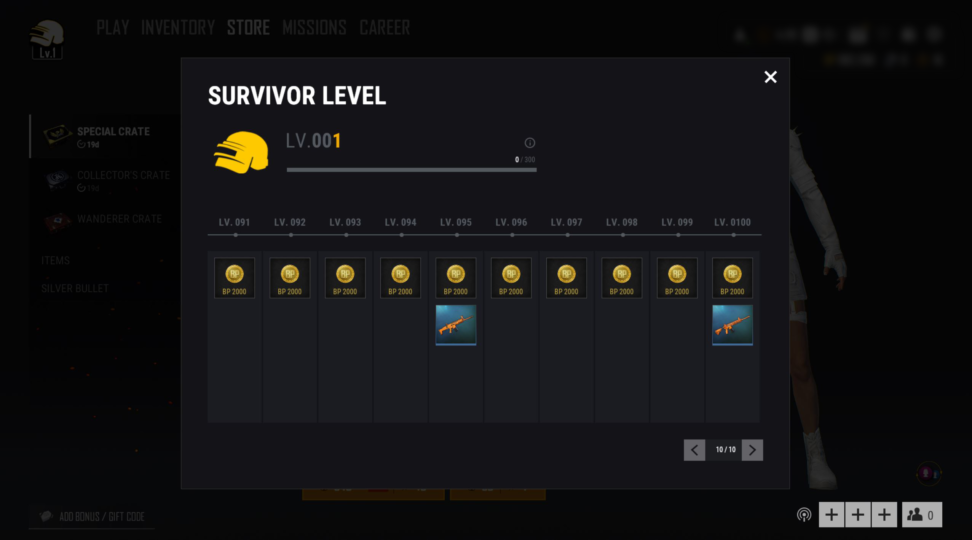 PLAY INVENTORY STORE MISSIONS CAREER
Lv.1
SURVIVOR LEVEL
LV.001
0 / 300
SPECIAL CRATE
19d
COLLECTOR'S CRATE
19d
WANDERER CRATE
ITEMS
SILVER BULLET
LV. 091 LV. 092 LV. 093 LV. 094 LV. 095 LV. 096 LV. 097 LV. 098 LV. 099 LV. 0100
BP BP BP BP BP BP BP BP BP BP
BP 2000 BP 2000 BP 2000 BP 2000 BP 2000 BP 2000 BP 2000 BP 2000 BP 2000 BP 2000
10 / 10
ADD BONUS / GIFT CODE
0